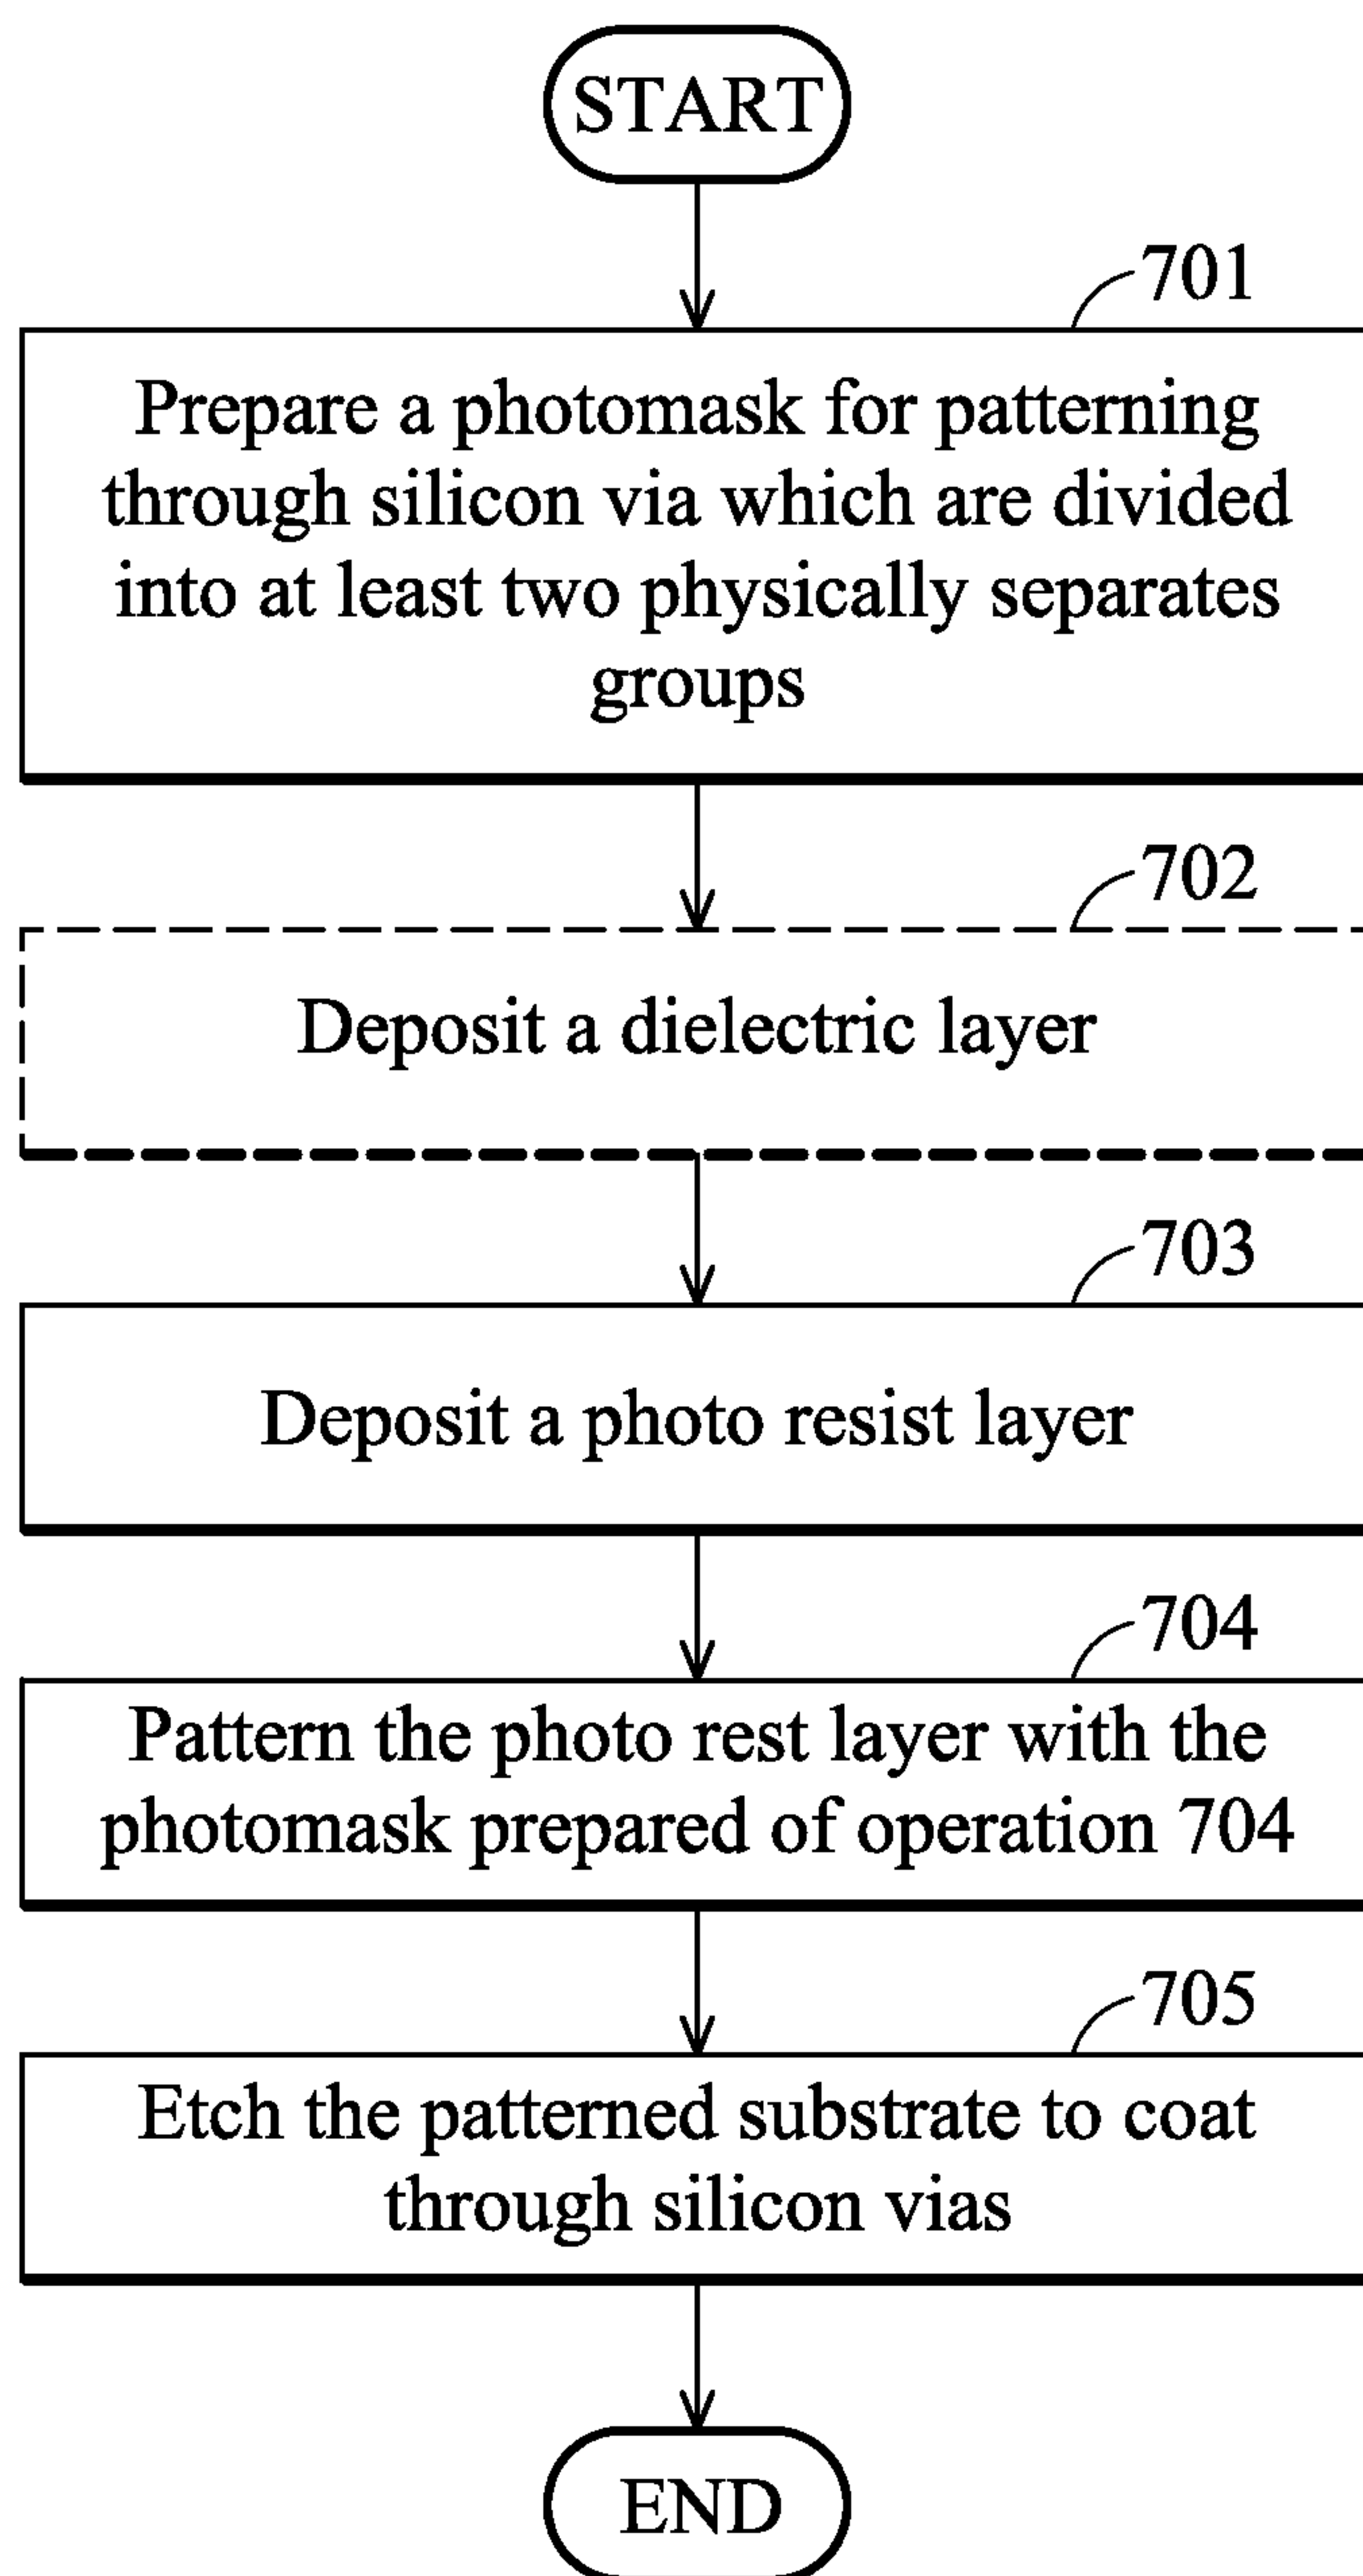 START
701
Prepare a photomask for patterning
through silicon via which are divided
into at least two physically separates
groups
702
Deposit a dielectric layer
703
Deposit a photo resist layer
704
Pattern the photo rest layer with the
photomask prepared of operation 704
705
Etch the patterned substrate to coat
through silicon vias
END